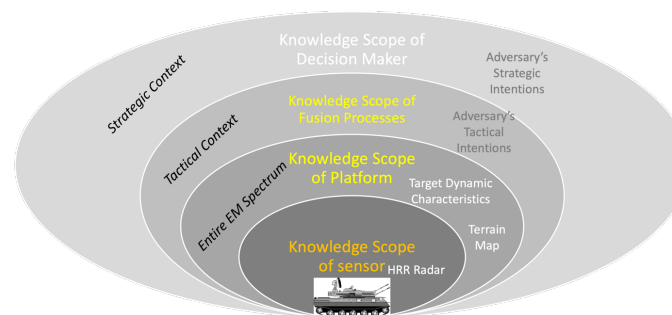 Knowledge Scope of
Decision Maker
Adversary's
Strategic
Intentions
Strategic Context
Knowledge Scope of
Fusion Processes
Adversary's
Tactical
Intentions
Tactical Context
Knowledge Scope
of Platform
Target Dynamic
Characteristics
Entire EM Spectrum
Terrain
Map
Knowledge Scope
of sensor
HRR Radar